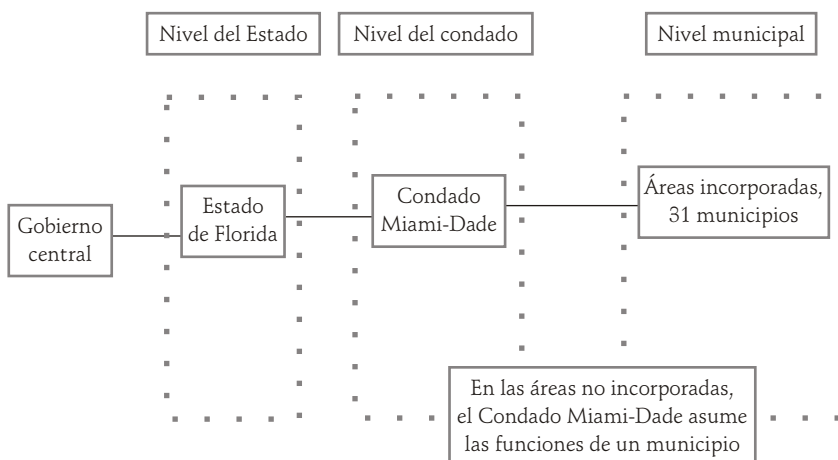 Nivel del Estado
Nivel del condado
Nivel municipal
Gobierno
central
Estado
de Florida
Condado
Miami-Dade
Áreas incorporadas,
31 municipios
En las áreas no incorporadas,
el Condado Miami-Dade asume
las funciones de un municipio